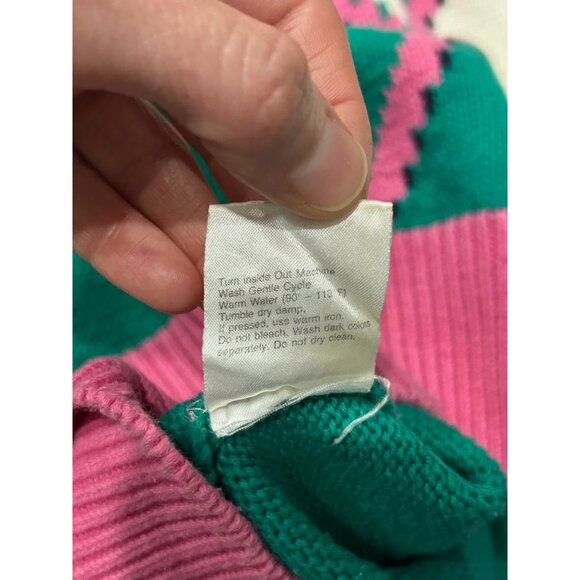 Turn Inside Out Machine
Wash Gentle Cycle
Warm Water (90° - 110°F)
Tumble dry damp,
If pressed, use warm iron.
Do not bleach. Wash dark colors
separately. Do not dry clean.